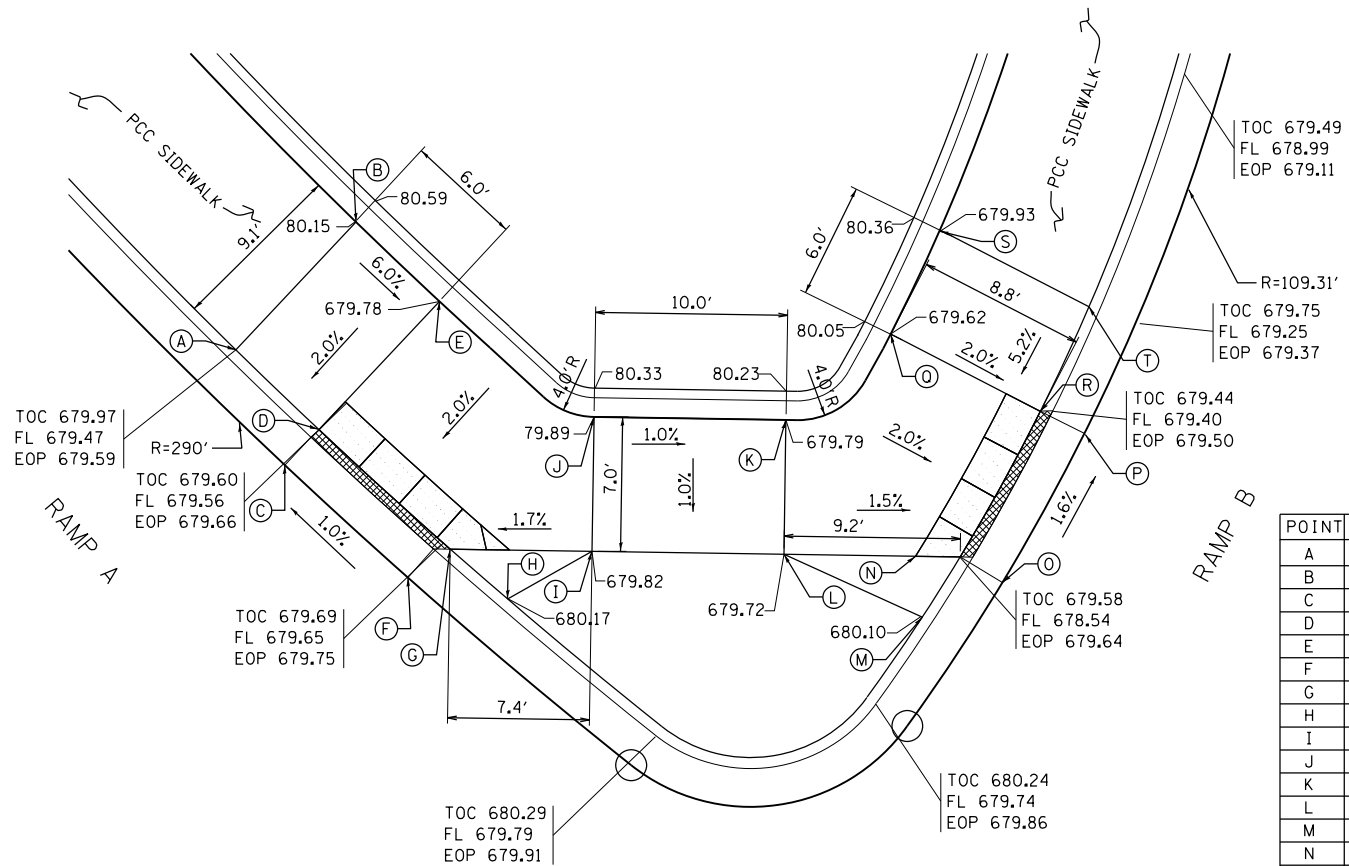 PCC SIDEWALK
PCC SIDEWALK
B
6.0'
80.59
80.15
9.1'
6.0%
679.78
E
2.0%
2.0%
A
TOC 679.97
FL 679.47
EOP 679.59
D
R=290'
TOC 679.60
FL 679.56
EOP 679.66
C
RAMP A
1.0%
TOC 679.69
FL 679.65
EOP 679.75
F
G
7.4'
1.7%
H
680.17
I
679.82
4.0'R
10.0'
80.33
80.23
79.89
J
1.0%
7.0'
1.0%
K
679.79
4.0'R
80.36
679.93
S
6.0'
80.05
679.62
Q
8.8'
2.0%
5.2%
T
R
2.0%
1.5%
9.2'
N
L
679.72
680.10
M
TOC 679.49
FL 678.99
EOP 679.11
R=109.31'
TOC 679.75
FL 679.25
EOP 679.37
TOC 679.44
FL 679.40
EOP 679.50
P
1.6%
RAMP B
O
TOC 679.58
FL 678.54
EOP 679.64
TOC 680.29
FL 679.79
EOP 679.91
TOC 680.24
FL 679.74
EOP 679.86
POINT
A
B
C
D
E
F
G
H
I
J
K
L
M
N